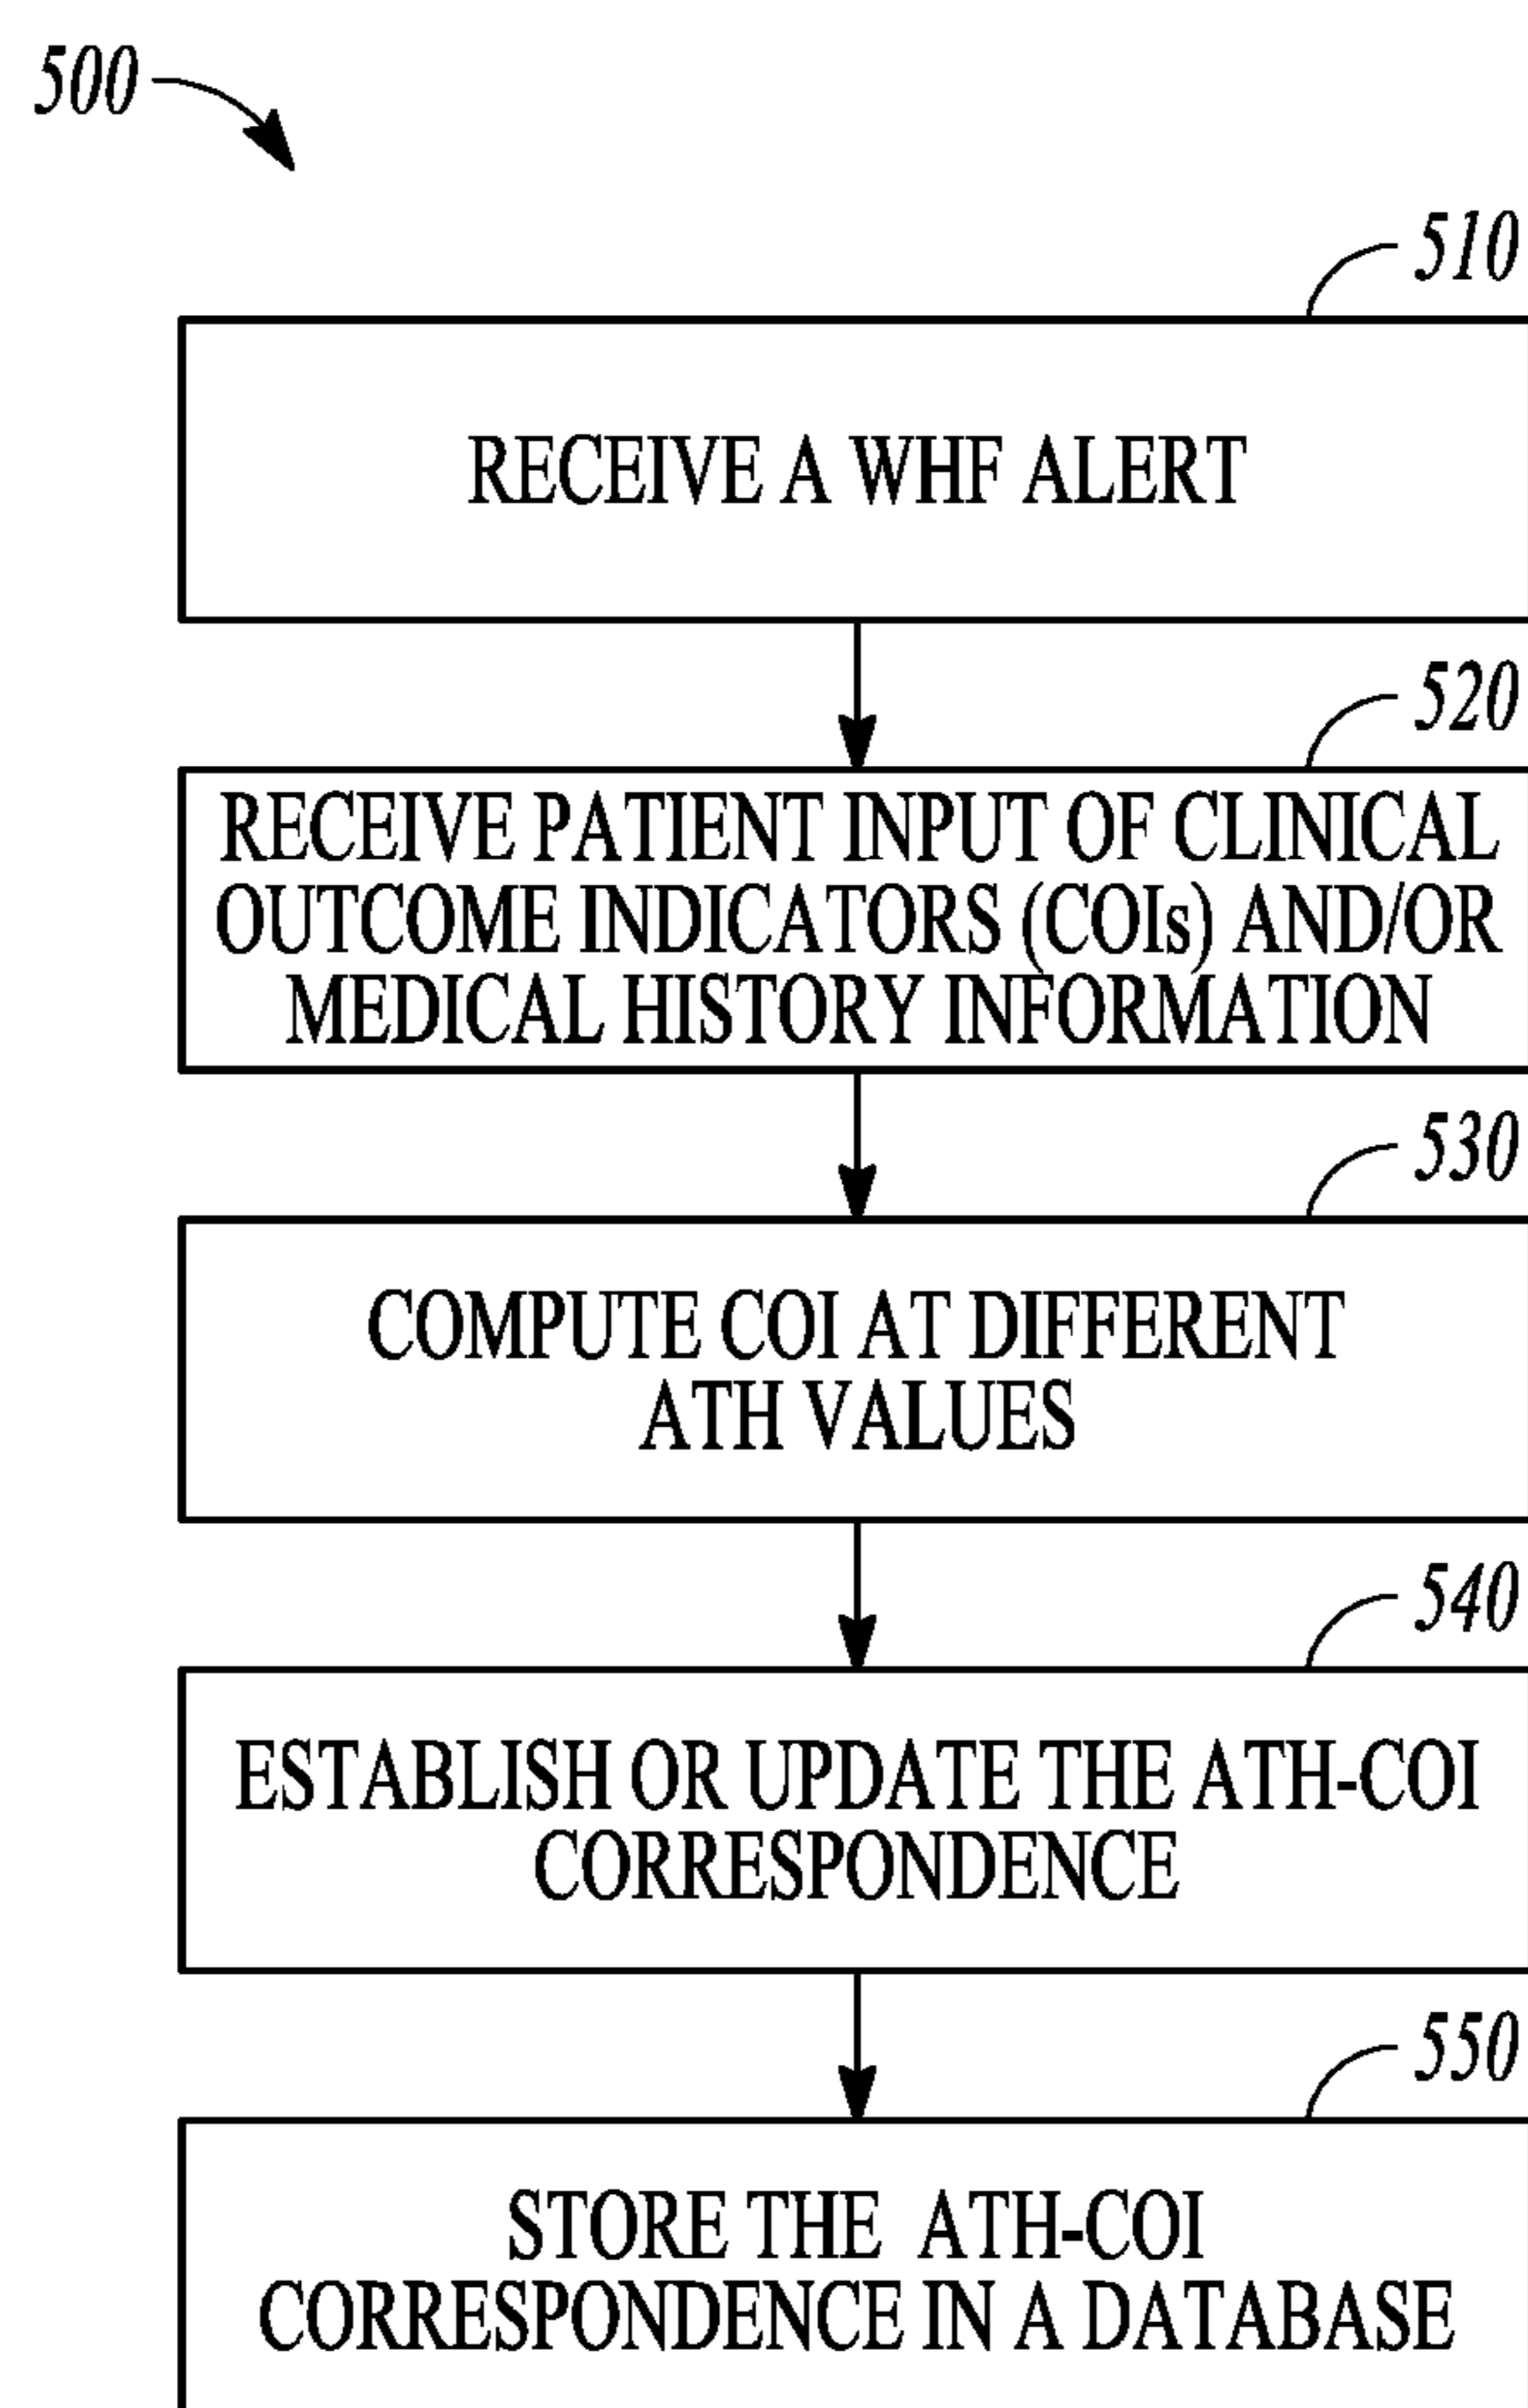 500
510
RECEIVE A WHF ALERT
520
RECEIVE PATIENT INPUT OF CLINICAL
OUTCOME INDICATORS (COIs) AND/OR
MEDICAL HISTORY INFORMATION
530
COMPUTE COI AT DIFFERENT
ATH VALUES
540
ESTABLISH OR UPDATE THE ATH-COI
CORRESPONDENCE
550
STORE THE ATH-COI
CORRESPONDENCE IN A DATABASE